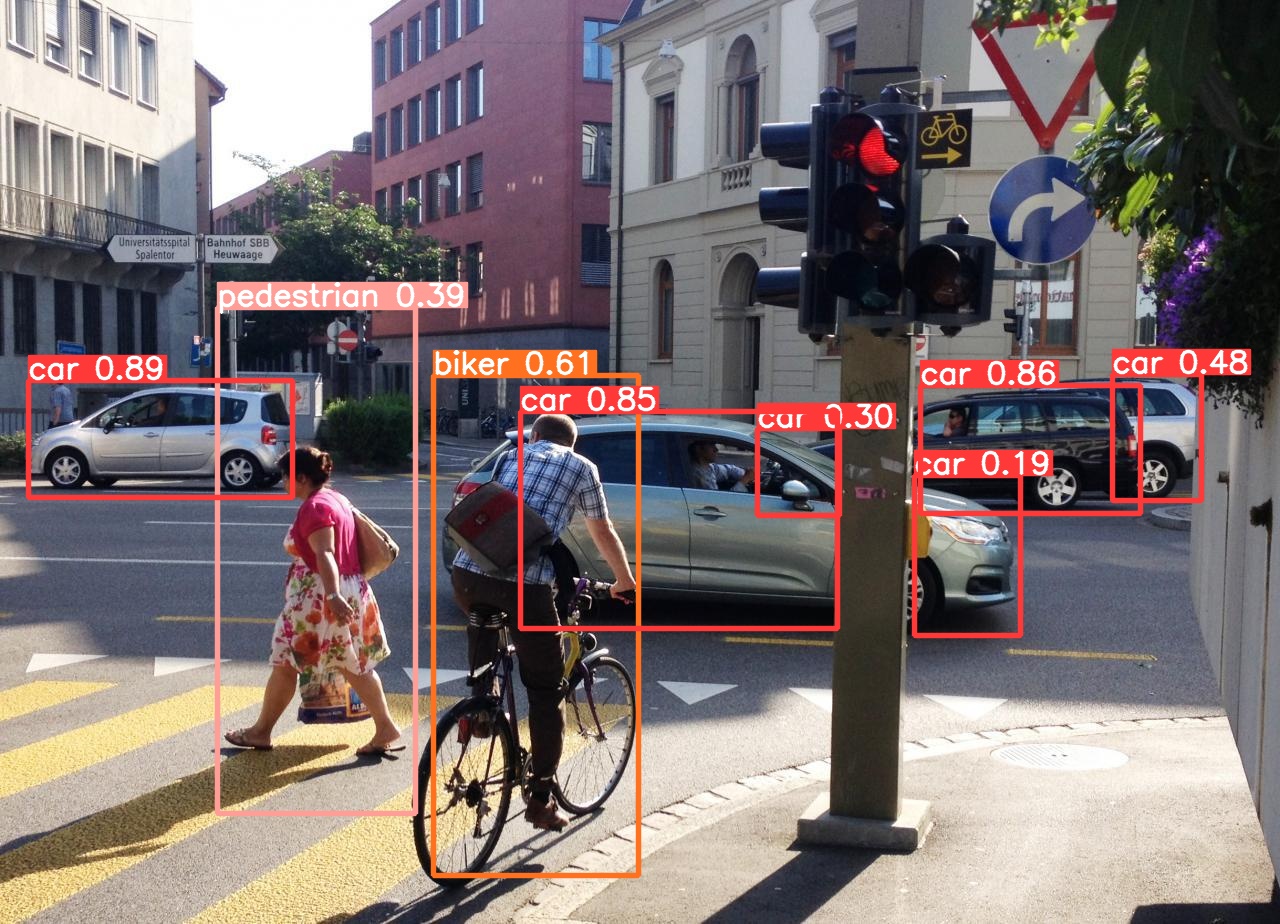 Universitätsspital
Spalentor
Bahnhof SBB
Heuwaage
pedestrian 0.39
biker 0.61
car 0.89
car 0.85
car 0.30
car 0.86
car 0.48
car 0.19
UNI